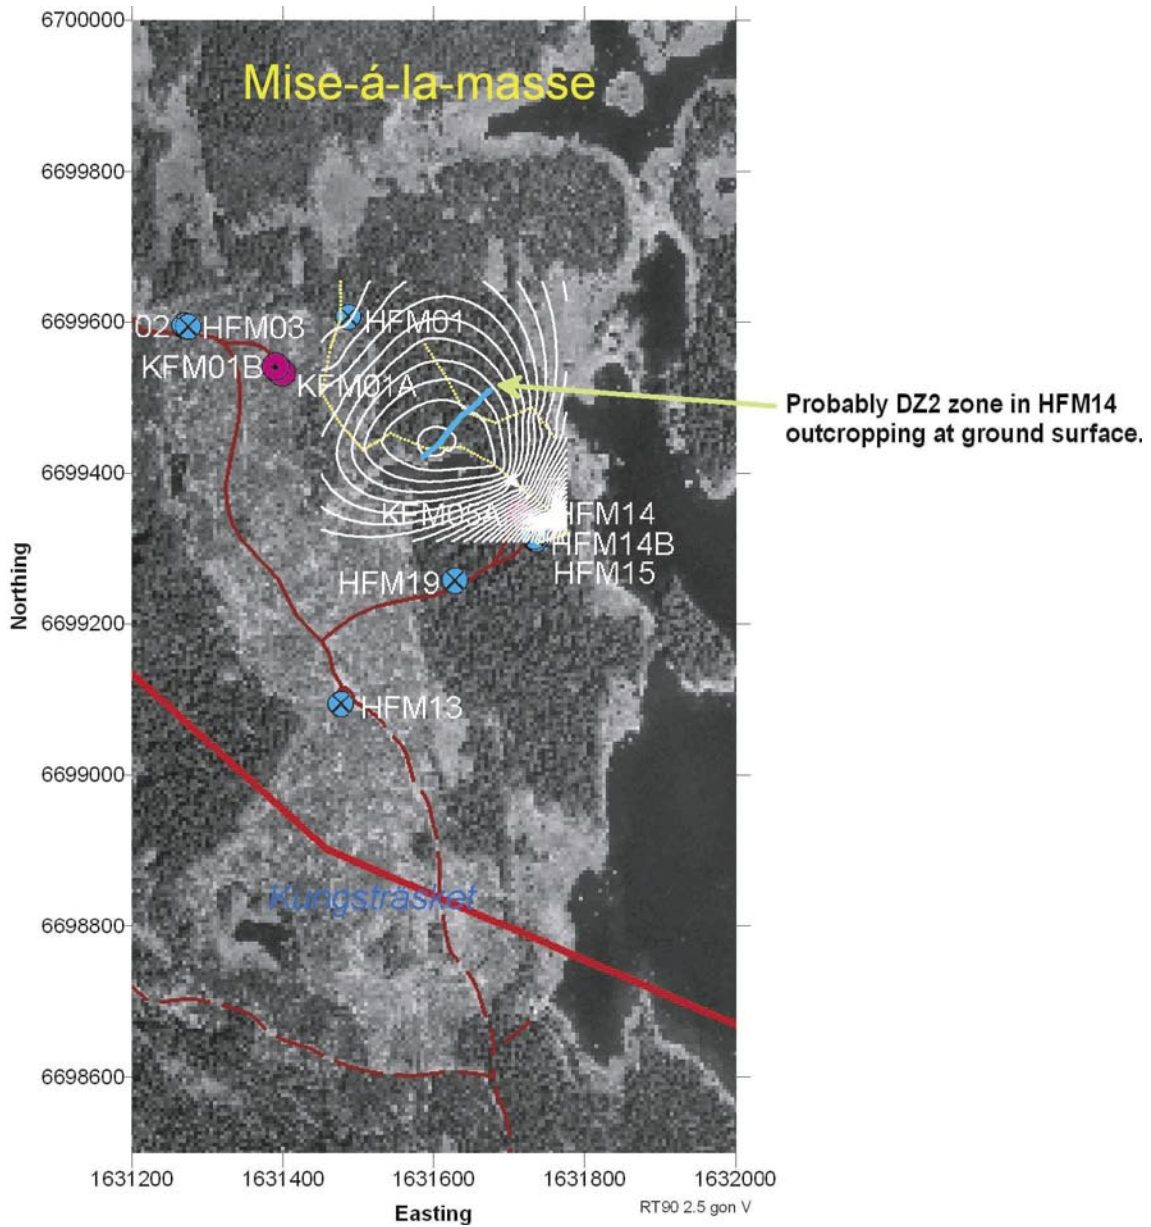 6700000
Mise-á-la-masse
6699800
6699600
02
HFM03
HFM01
KFM01B
KFM01A
Probably DZ2 zone in HFM14
outcropping at ground surface.
6699400
KFM05A
HFM14
HFM14B
HFM15
HFM19
Northing
6699200
HFM13
6699000
Kungsträsket
6698800
6698600
1631200
1631400
1631600
1631800
1632000
Easting
RT90 2.5 gon V